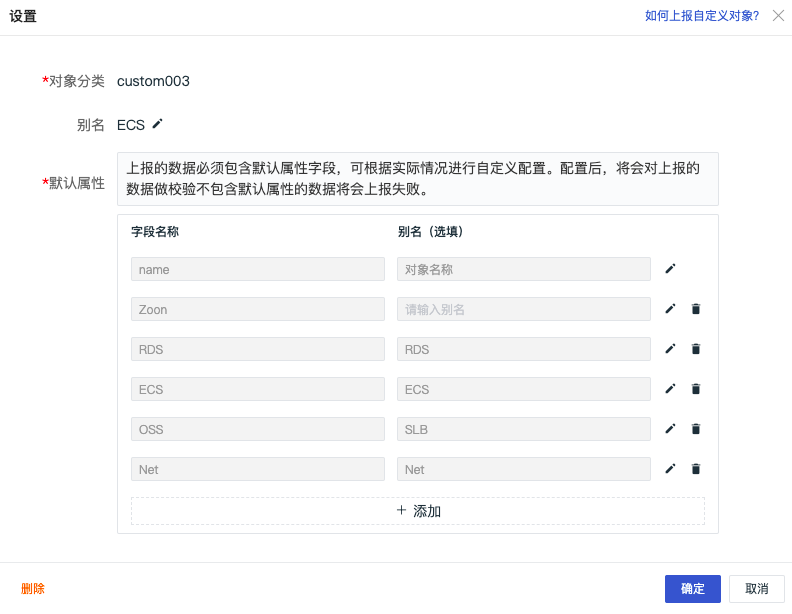 设置
如何上报自定义对象?
*对象分类 custom003
别名 ECS
*默认属性
上报的数据必须包含默认属性字段，可根据实际情况进行自定义配置。配置后，将会对上报的
数据做校验不包含默认属性的数据将会上报失败。
字段名称 别名（选填）
name 对象名称
Zoon 请输入别名
RDS RDS
ECS ECS
OSS SLB
Net Net
+ 添加
删除 确定 取消